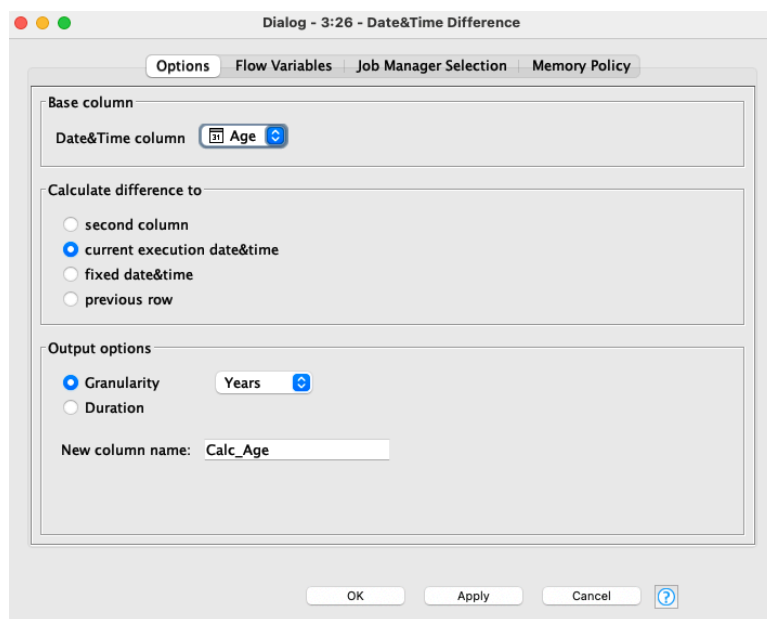 Dialog - 3:26 - Date&Time Difference
Options Flow Variables Job Manager Selection Memory Policy
Base column
Date&Time column 31 Age
Calculate difference to
second column
current execution date&time
fixed date&time
previous row
Output options
Granularity Years
Duration
New column name: Calc_Age
OK Apply Cancel ?